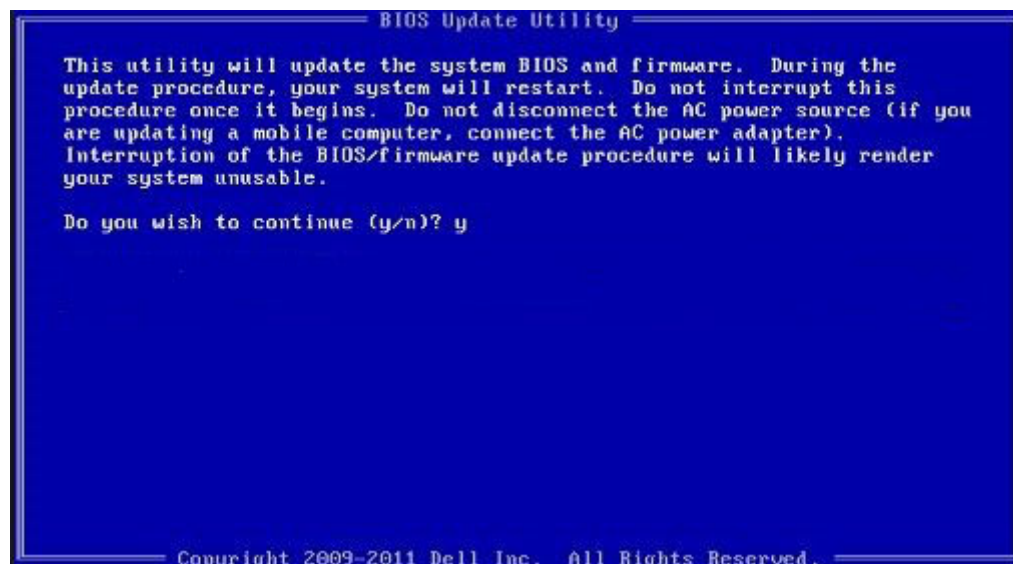 BIOS Update Utility
This utility will update the system BIOS and firmware. During the
update procedure, your system will restart. Do not interrupt this
procedure once it begins. Do not disconnect the AC power source (if you
are updating a mobile computer, connect the AC power adapter).
Interruption of the BIOS/firmware update procedure will likely render
your system unusable.
Do you wish to continue (y/n)? y
Copyright 2009-2011 Dell Inc. All Rights Reserved.